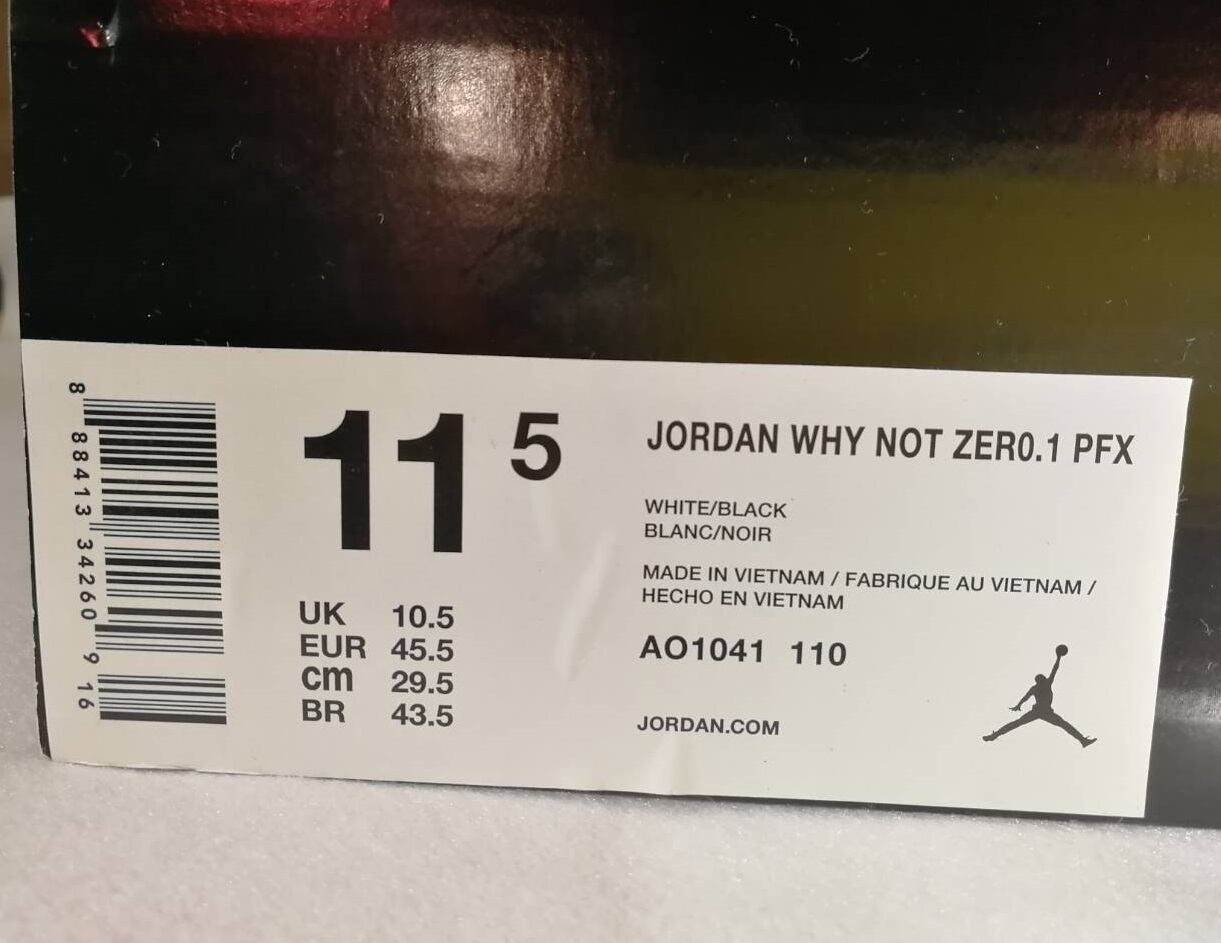 8 88413 34260 9 16
11 5
UK 10.5
EUR 45.5
cm 29.5
BR 43.5
JORDAN WHY NOT ZER0.1 PFX
WHITE/BLACK
BLANC/NOIR
MADE IN VIETNAM / FABRIQUE AU VIETNAM /
HECHO EN VIETNAM
AO1041 110
JORDAN.COM